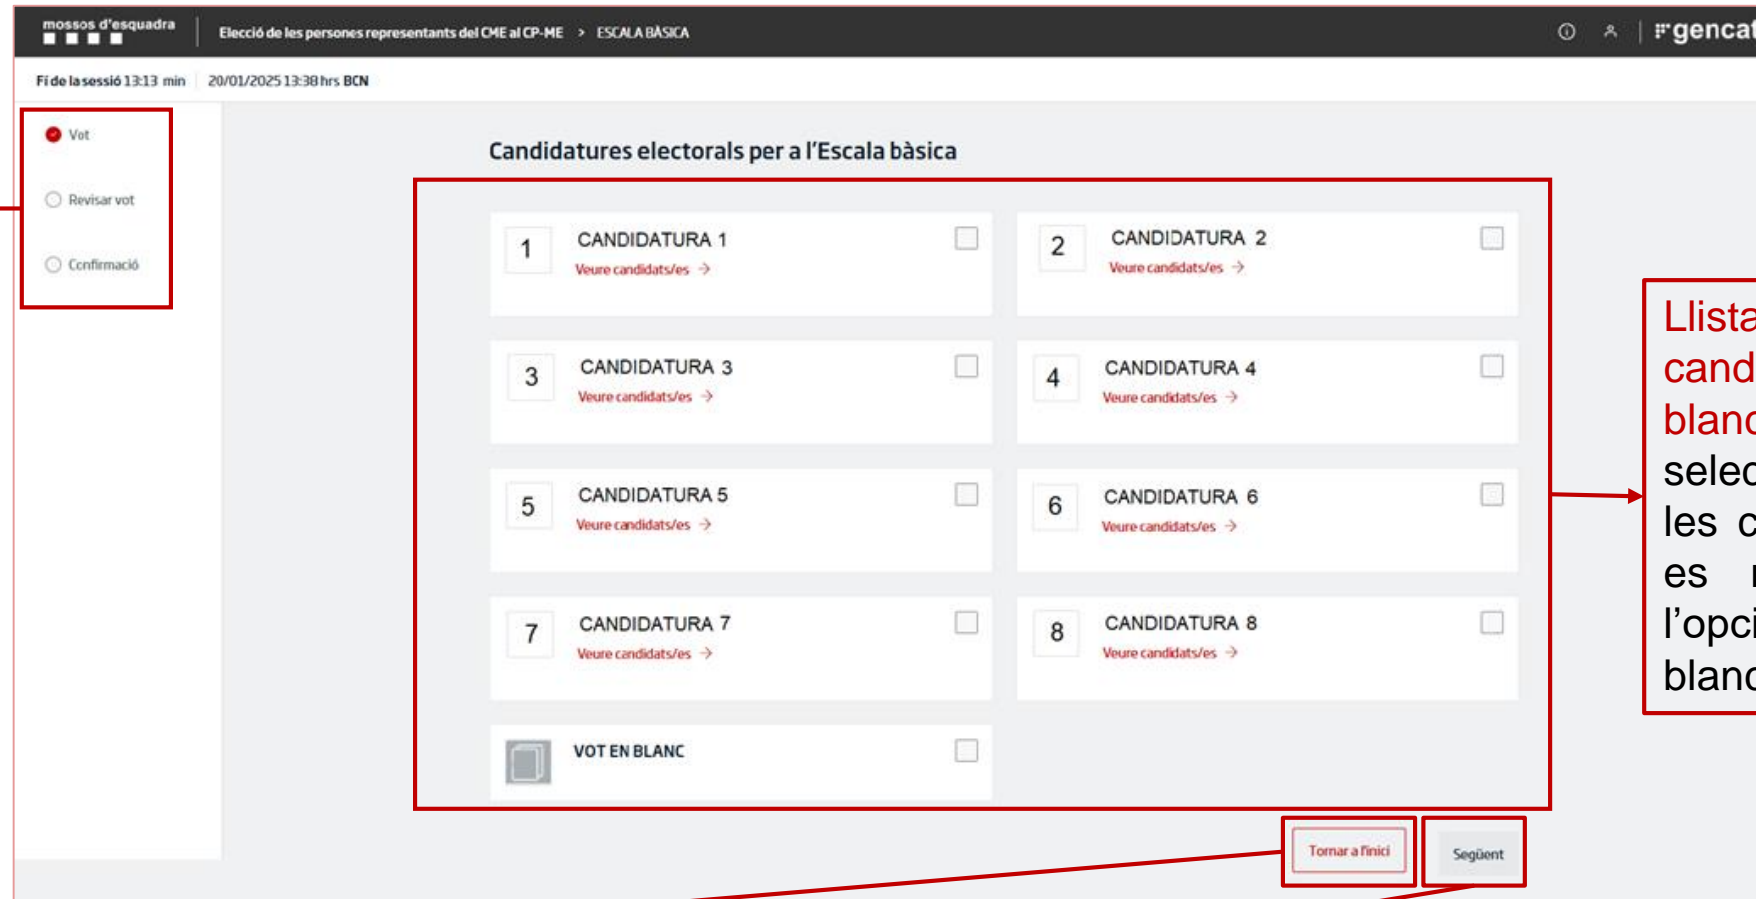 mossos d'esquadra
Elecció de les persones representants del CME al CP-ME > ESCALA BÀSICA
gencat
Fi de la sessió 13:13 min 20/01/2025 13:38 hrs BCN
Vot
Revisar vot
Confirmació
Candidatures electorals per a l'Escala bàsica
1 CANDIDATURA 1
Veure candidats/es →
2 CANDIDATURA 2
Veure candidats/es →
3 CANDIDATURA 3
Veure candidats/es →
4 CANDIDATURA 4
Veure candidats/es →
5 CANDIDATURA 5
Veure candidats/es →
6 CANDIDATURA 6
Veure candidats/es →
7 CANDIDATURA 7
Veure candidats/es →
8 CANDIDATURA 8
Veure candidats/es →
VOT EN BLANC
Tornar a l'inici
Següent
les
es